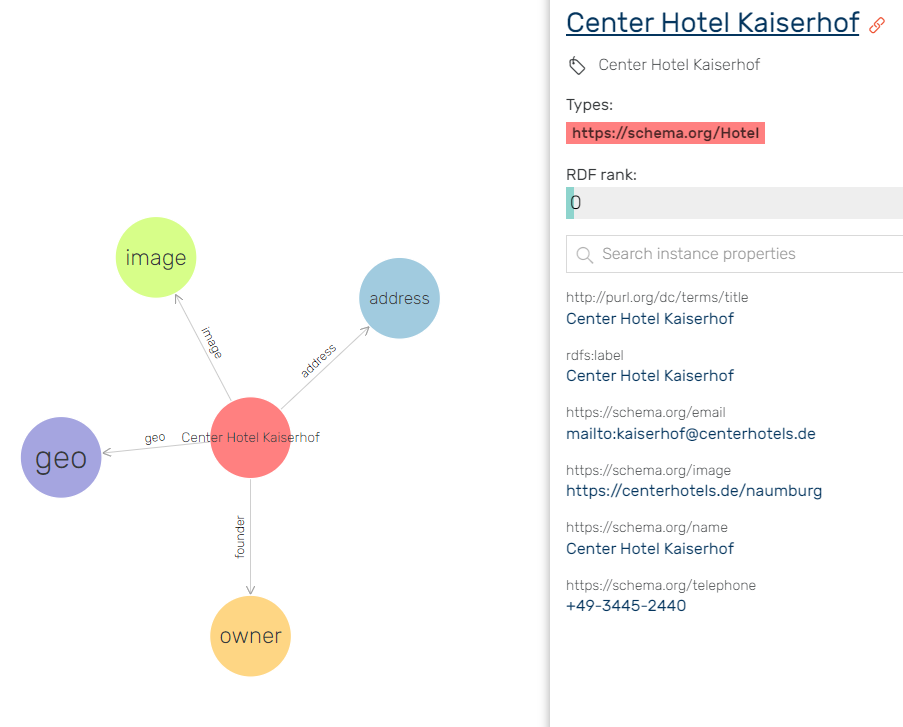 image
address
image
address
geo
Center Hotel Kaiserhof
geo
founder
owner
Center Hotel Kaiserhof
Center Hotel Kaiserhof
Types:
https://schema.org/Hotel
RDF rank:
0
Search instance properties
http://purl.org/dc/terms/title
Center Hotel Kaiserhof
rdfs:label
Center Hotel Kaiserhof
https://schema.org/email
mailto:kaiserhof@centerhotels.de
https://schema.org/image
https://centerhotels.de/naumburg
https://schema.org/name
Center Hotel Kaiserhof
https://schema.org/telephone
+49-3445-2440